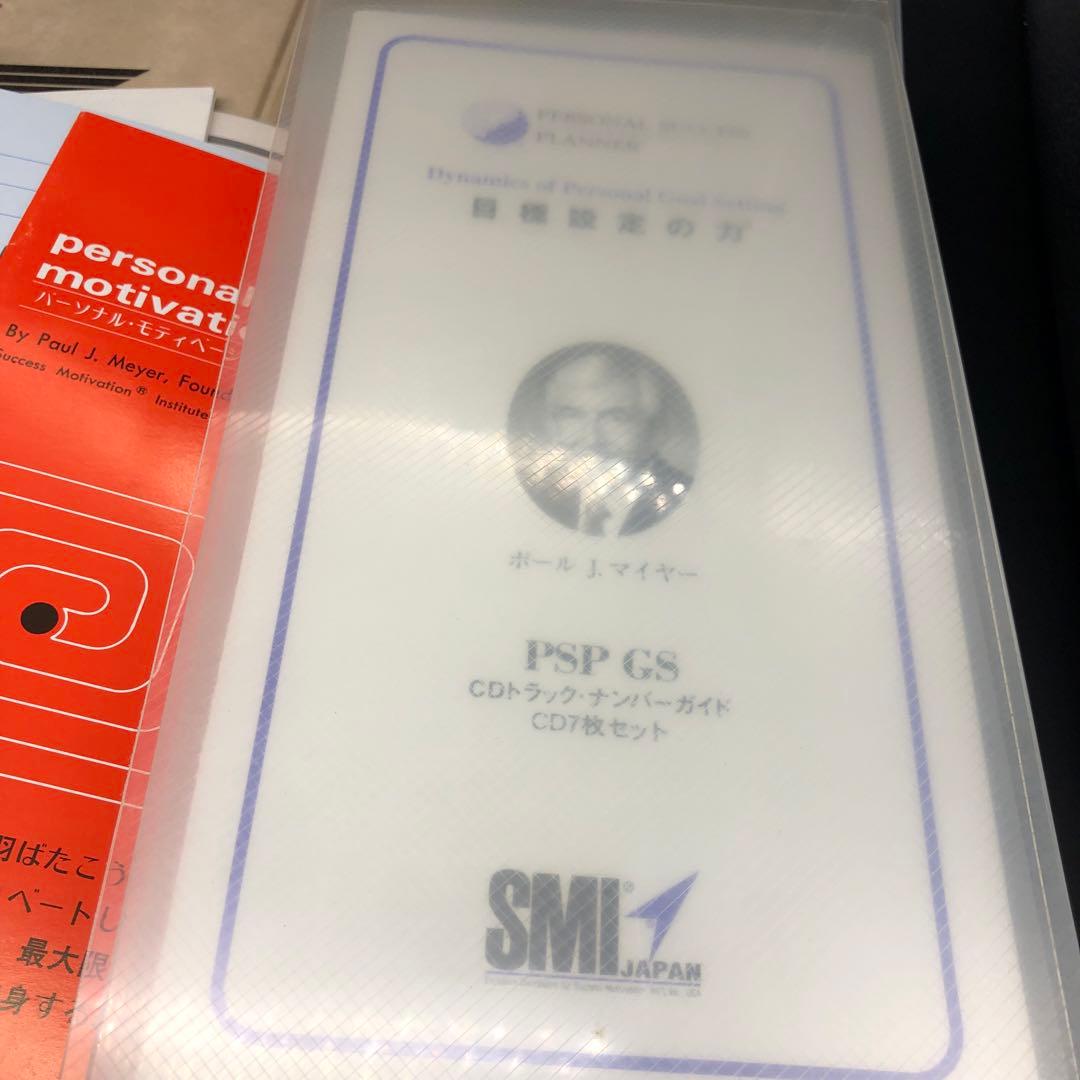 personal
motivati
パーソナル・モティベー
By Paul J. Meyer, Found
Success Motivation® Institute
羽ばたこう
ベートし
最大限
身する
PERSONAL SUCCESS
PLANNER
Dynamics of Personal Goal Setting
目標設定の力
ポール J. マイヤー
PSP GS
CDトラック・ナンバーガイド
CD7枚セット
SMI®
JAPAN